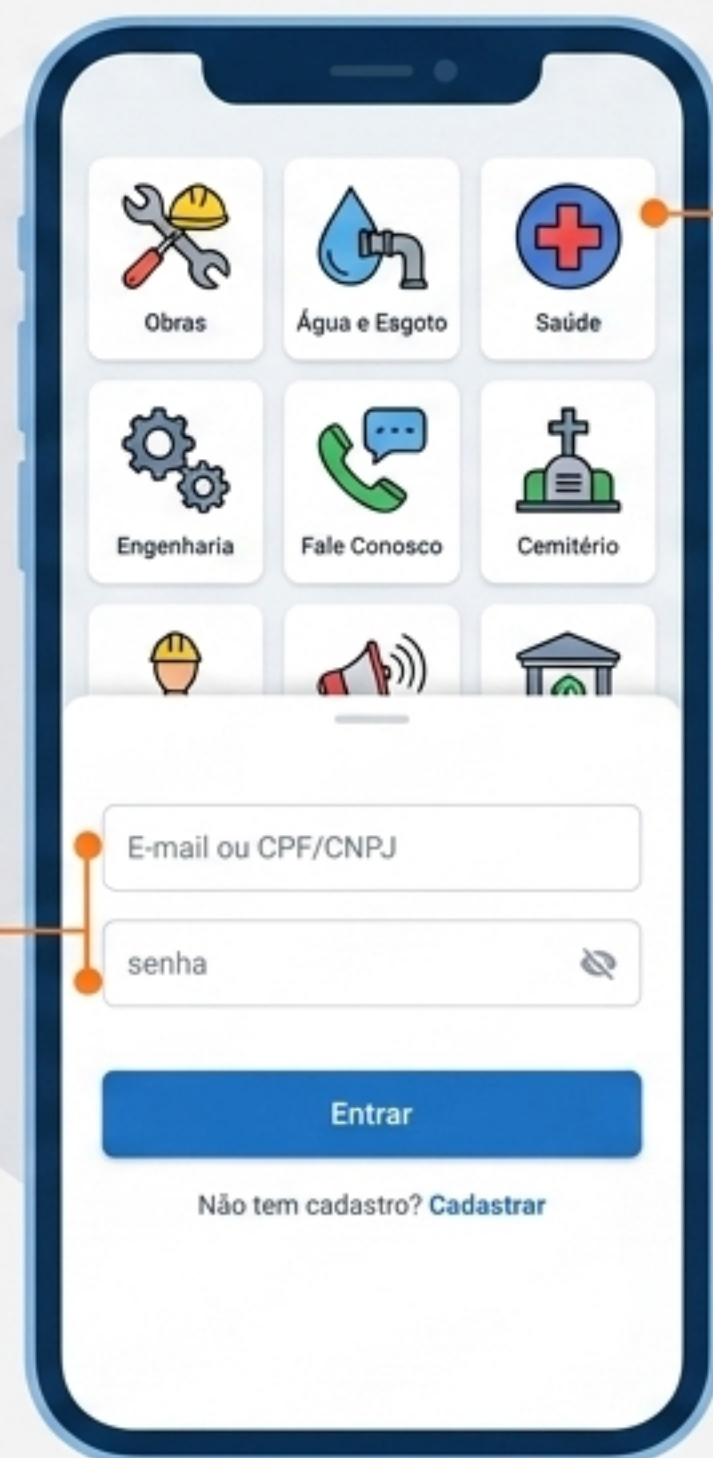 Obras
Água e Esgoto
Saúde
Engenharia
Fale Conosco
Cemitério
E-mail ou CPF/CNPJ
senha
Entrar
Não tem cadastro? Cadastrar